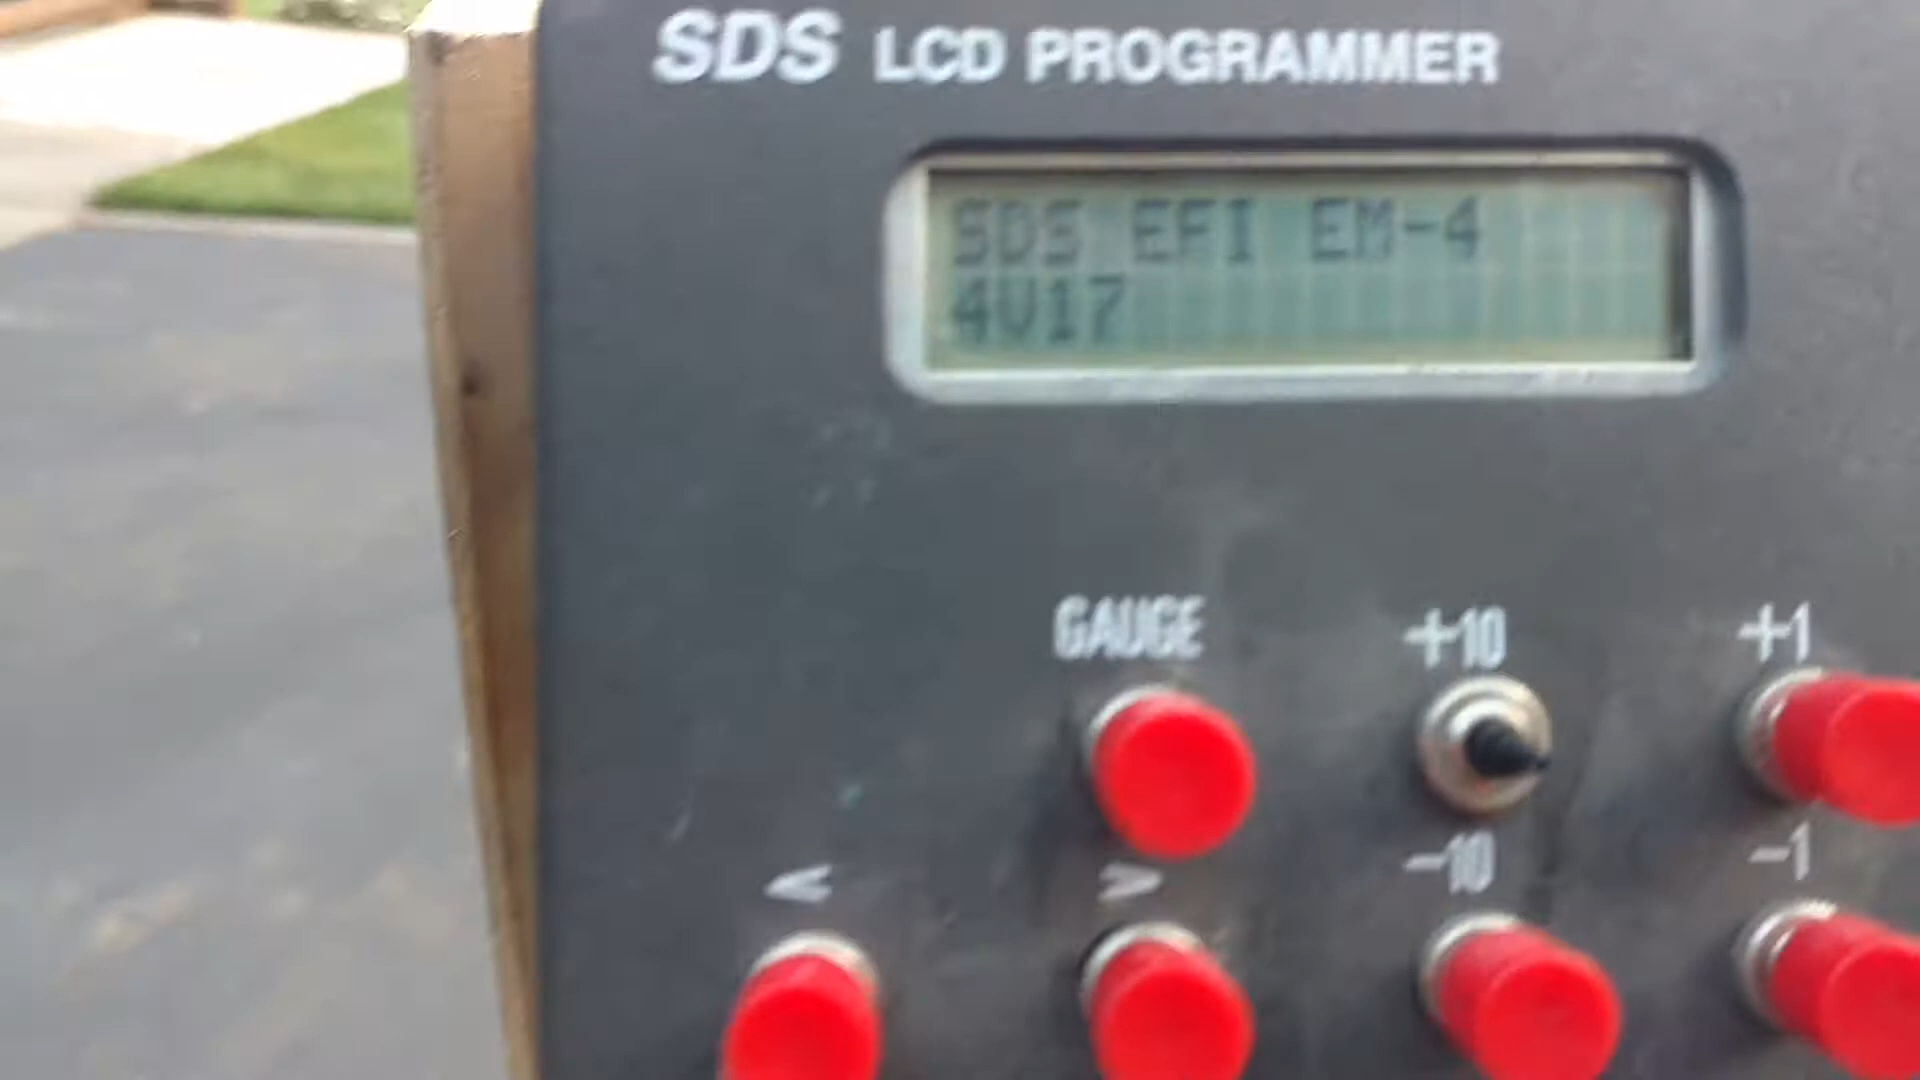 SDS LCD PROGRAMMER
SDS EFI EM-4
4V17
GAUGE +10 +1
< > -10 -1